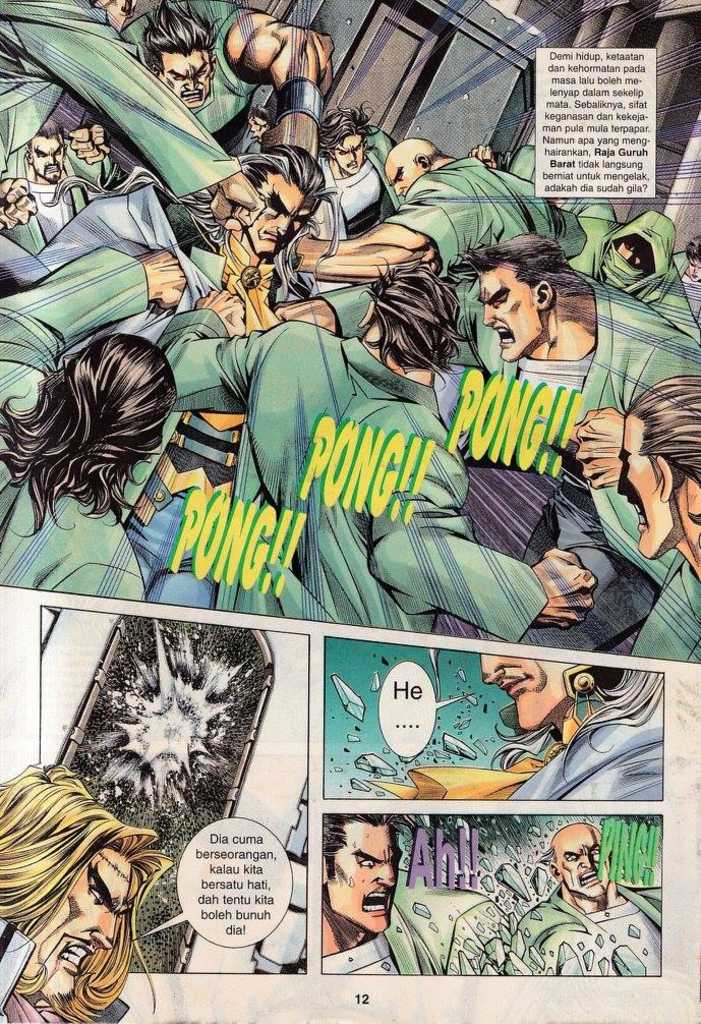 Demi hidup, ketaatan
dan kehormatan pada
masa lalu boleh me-
lenyap dalam sekelip
mata. Sebaliknya, sifat
keganasan dan kekeja-
man pula mula terpapar.
Namun apa yang meng-
hairankan, Raja Guruh
Barat tidak langsung
berniat untuk mengelak,
adakah dia sudah gila?
PONG!!
PONG!!
PONG!!
Dia cuma
berseorangan,
kalau kita
bersatu hati,
dah tentu kita
boleh bunuh
dia!
He
....
Ah!!
PING!!
12